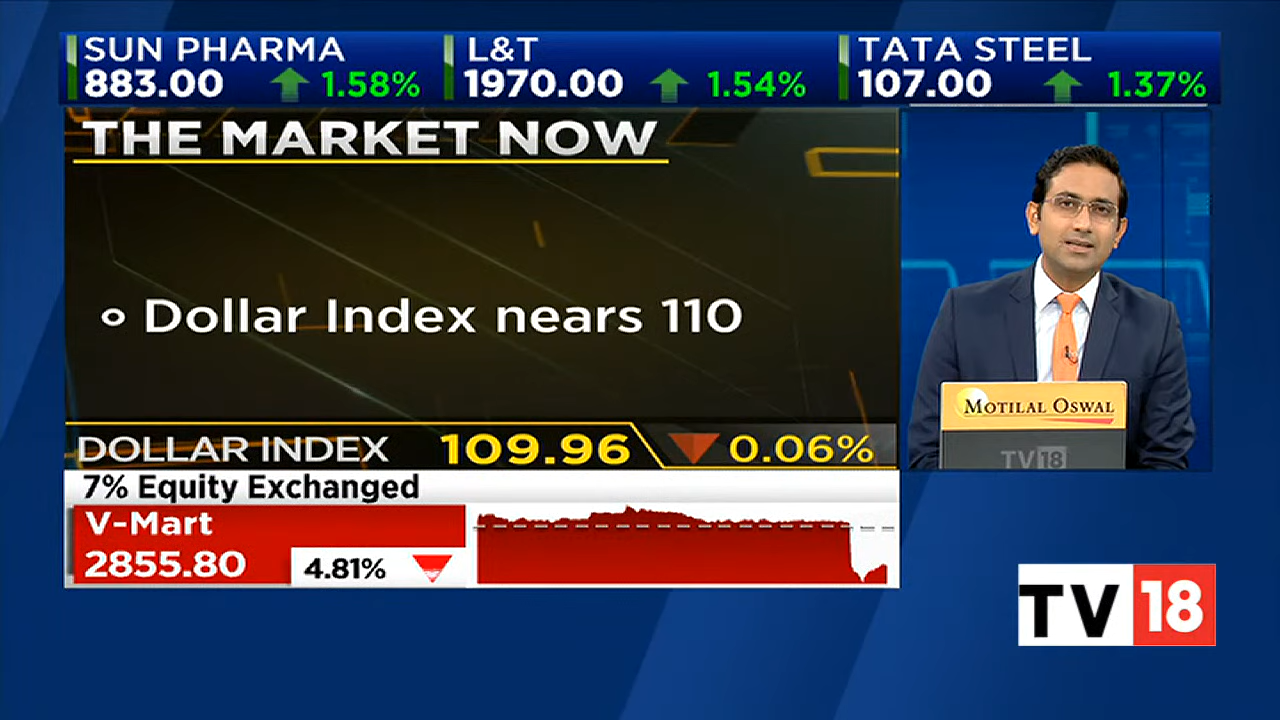 SUN PHARMA
883.00 1.58%
L&T
1970.00 1.54%
TATA STEEL
107.00 1.37%
THE MARKET NOW
Dollar Index nears 110
DOLLAR INDEX 109.96 0.06%
7% Equity Exchanged
V-Mart
2855.80 4.81%
MOTILAL OSWAL
TV18
TV18